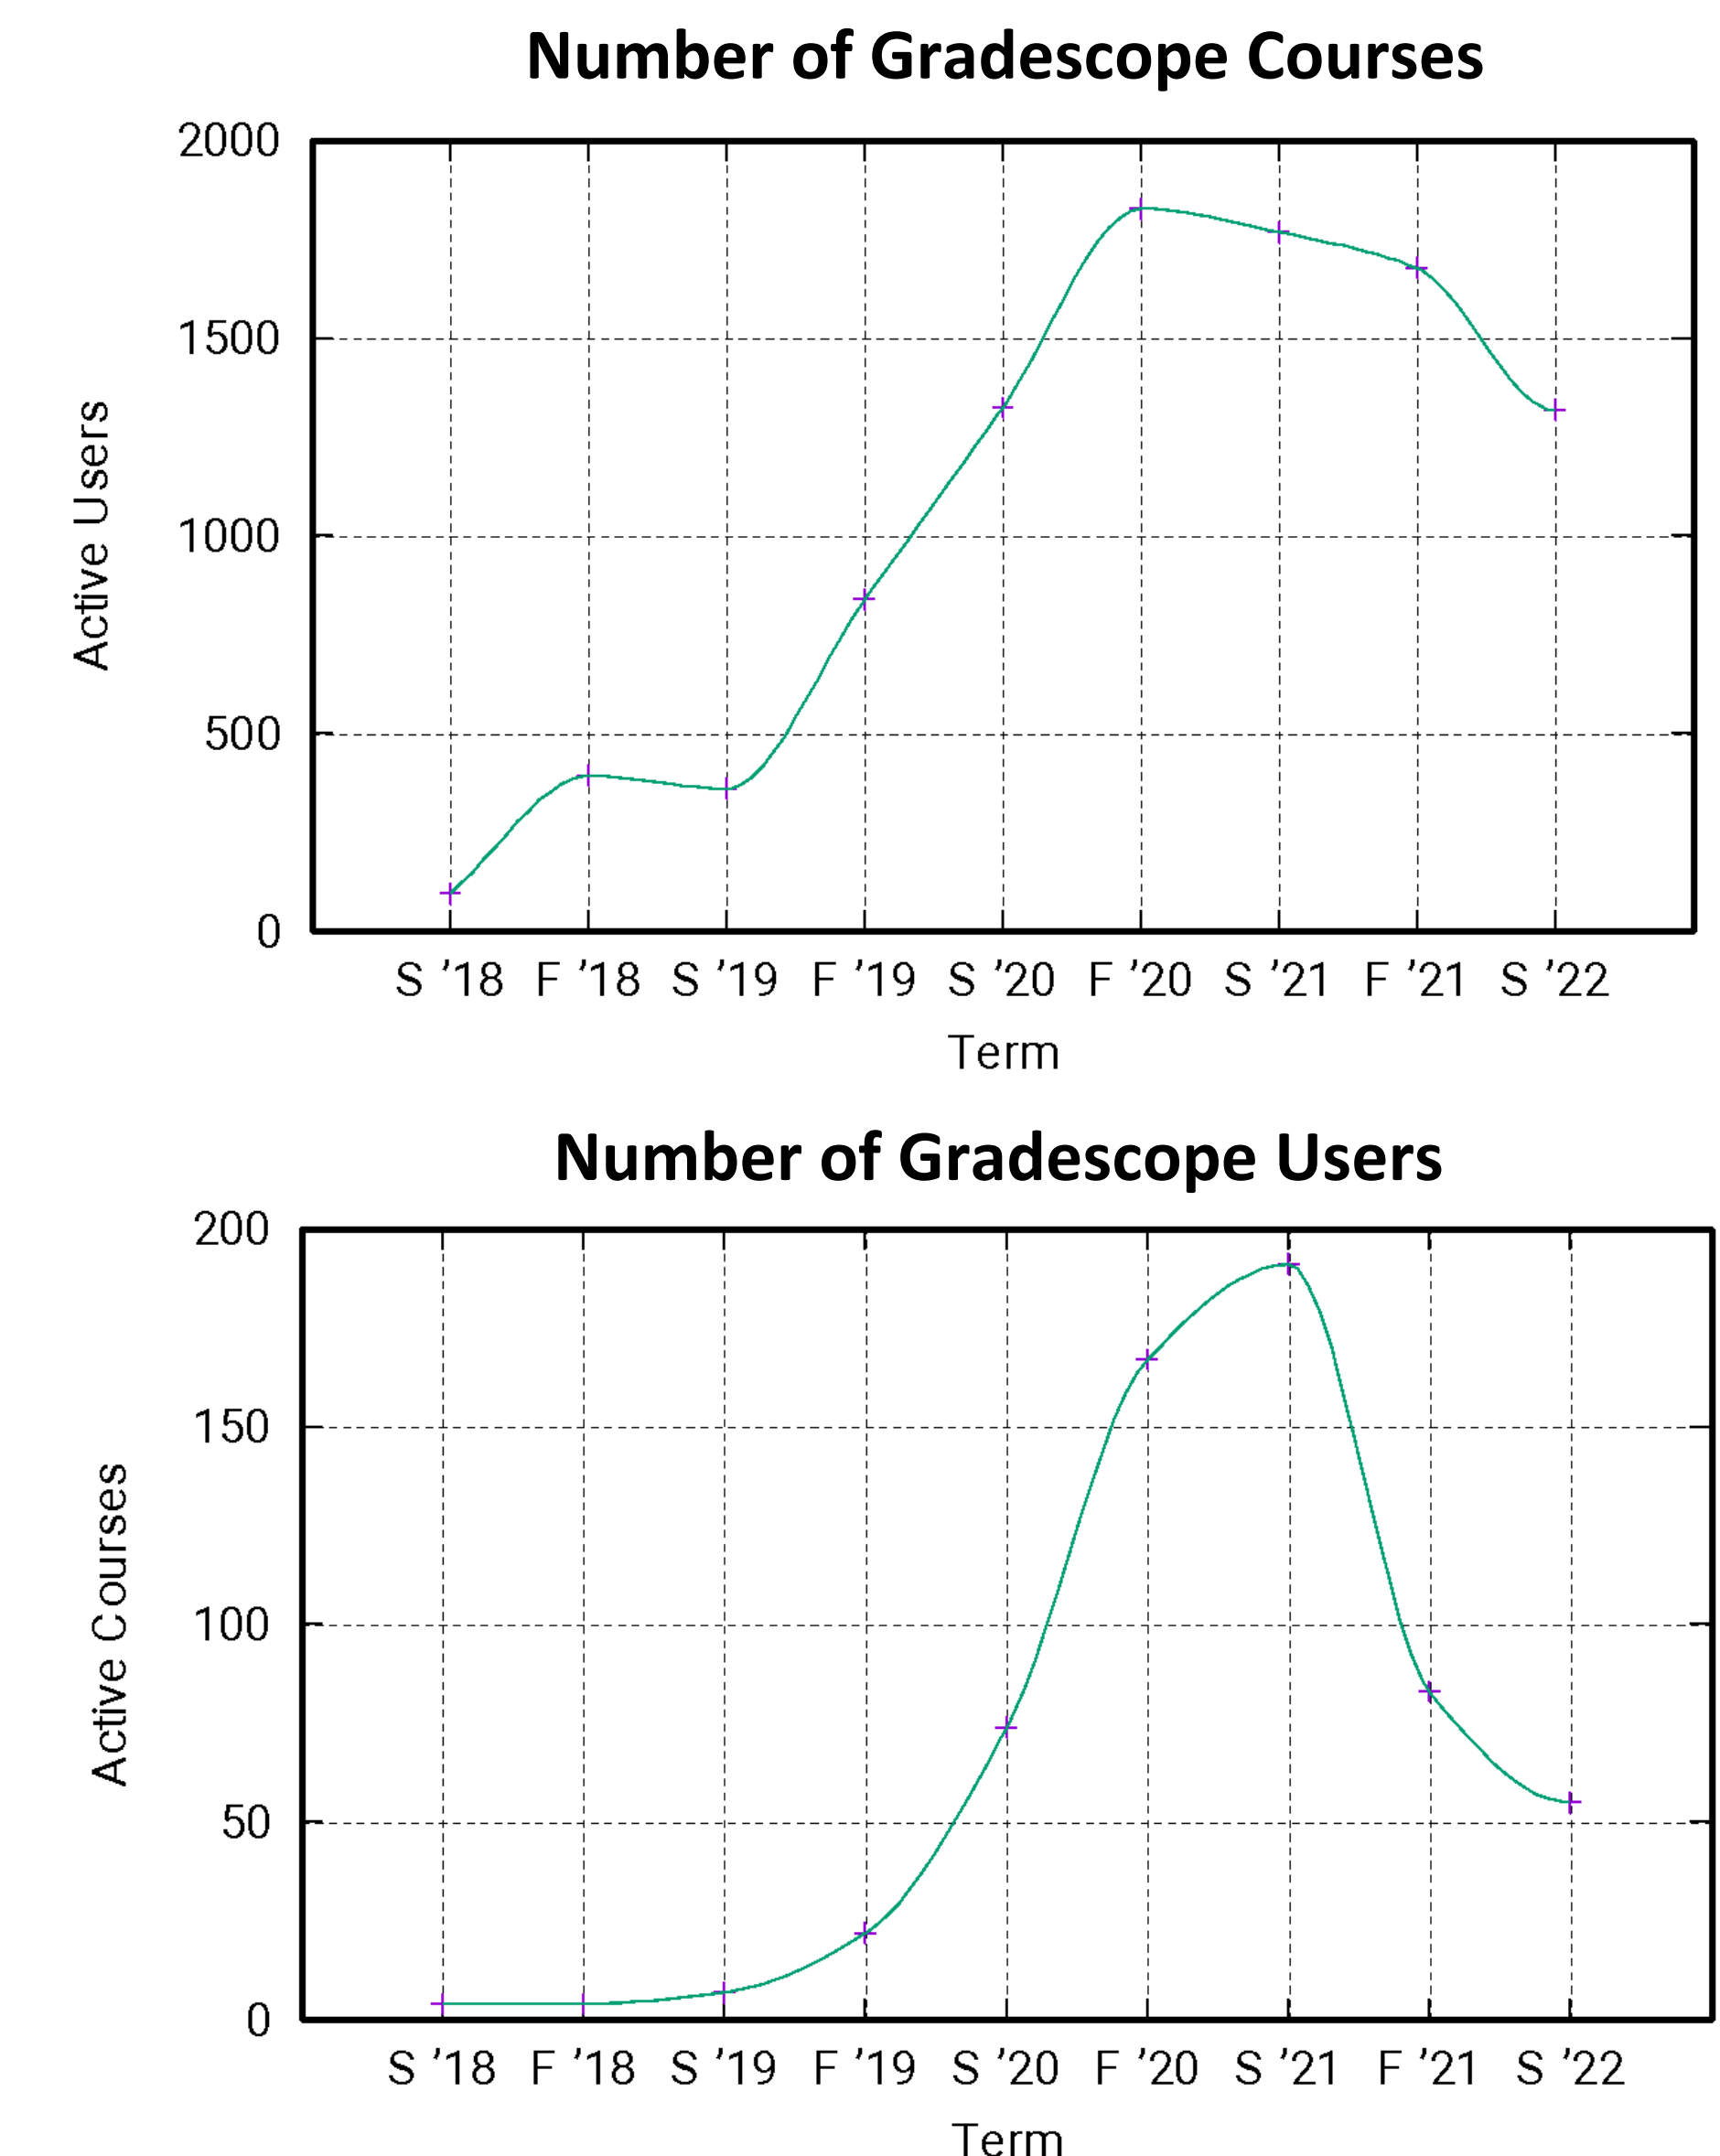 Number of Gradescope Courses
2000
1500
1000
500
0
Active Users
S '18 F '18 S '19 F '19 S '20 F '20 S '21 F '21 S '22
Term
Number of Gradescope Users
200
150
100
50
0
Active Courses
S '18 F '18 S '19 F '19 S '20 F '20 S '21 F '21 S '22
Term